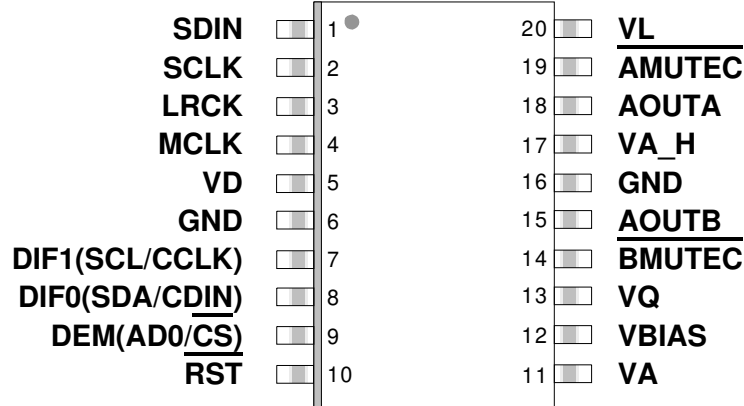 SDIN 1 20 VL
SCLK 2 19 AMUTEC
LRCK 3 18 AOUTA
MCLK 4 17 VA_H
VD 5 16 GND
GND 6 15 AOUTB
DIF1(SCL/CCLK) 7 14 BMUTEC
DIF0(SDA/CDIN) 8 13 VQ
DEM(AD0/CS) 9 12 VBIAS
RST 10 11 VA